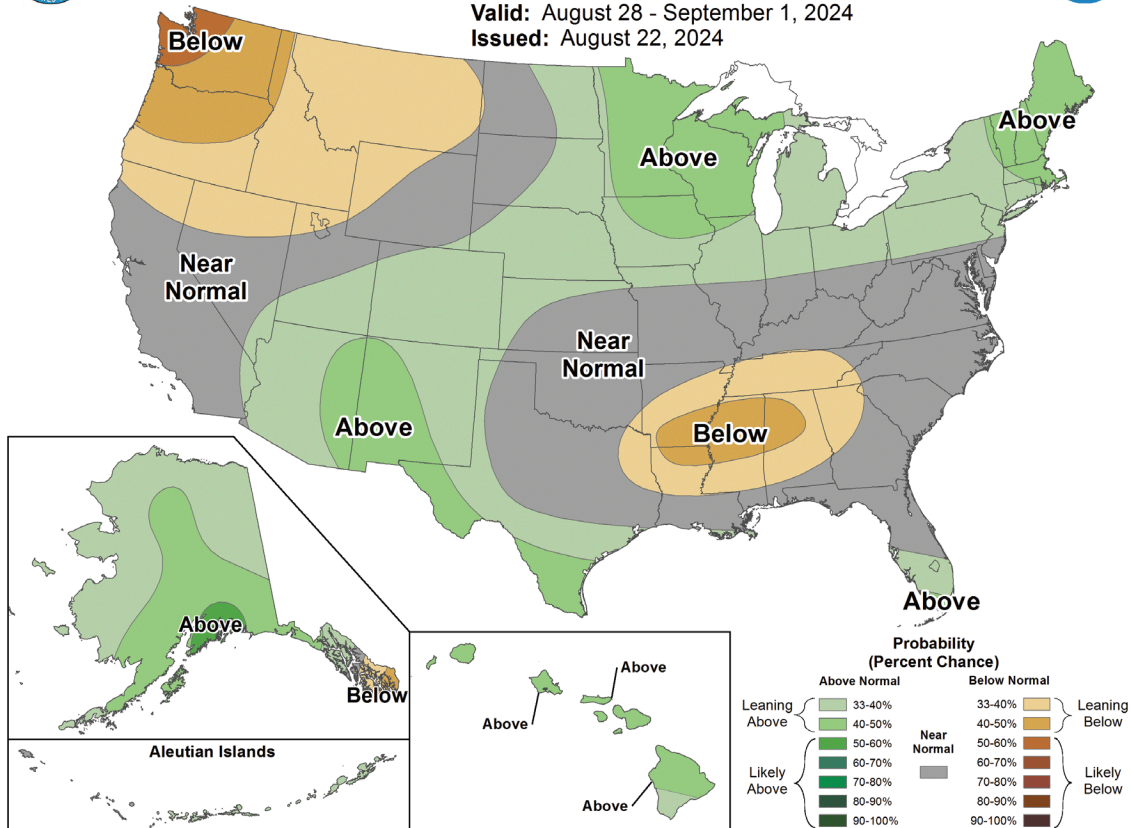 Valid: August 28 - September 1, 2024
Issued: August 22, 2024
Below
Above
Above
Near
Normal
Near
Normal
Above
Below
Above
Above
Below
Above
Above
Above
Aleutian Islands
Probability
(Percent Chance)
Above Normal
Below Normal
Leaning
Above
33-40%
40-50%
Likely
Above
50-60%
60-70%
70-80%
80-90%
90-100%
Near
Normal
33-40%
40-50%
Leaning
Below
50-60%
60-70%
70-80%
80-90%
90-100%
Likely
Below